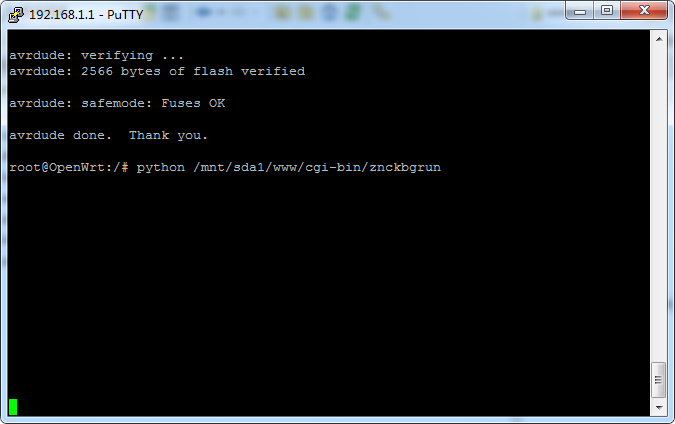 192.168.1.1 - PuTTY
avrdude: verifying ...
avrdude: 2566 bytes of flash verified
avrdude: safemode: Fuses OK
avrdude done.  Thank you.
root@OpenWrt:/# python /mnt/sda1/www/cgi-bin/znckbgrun